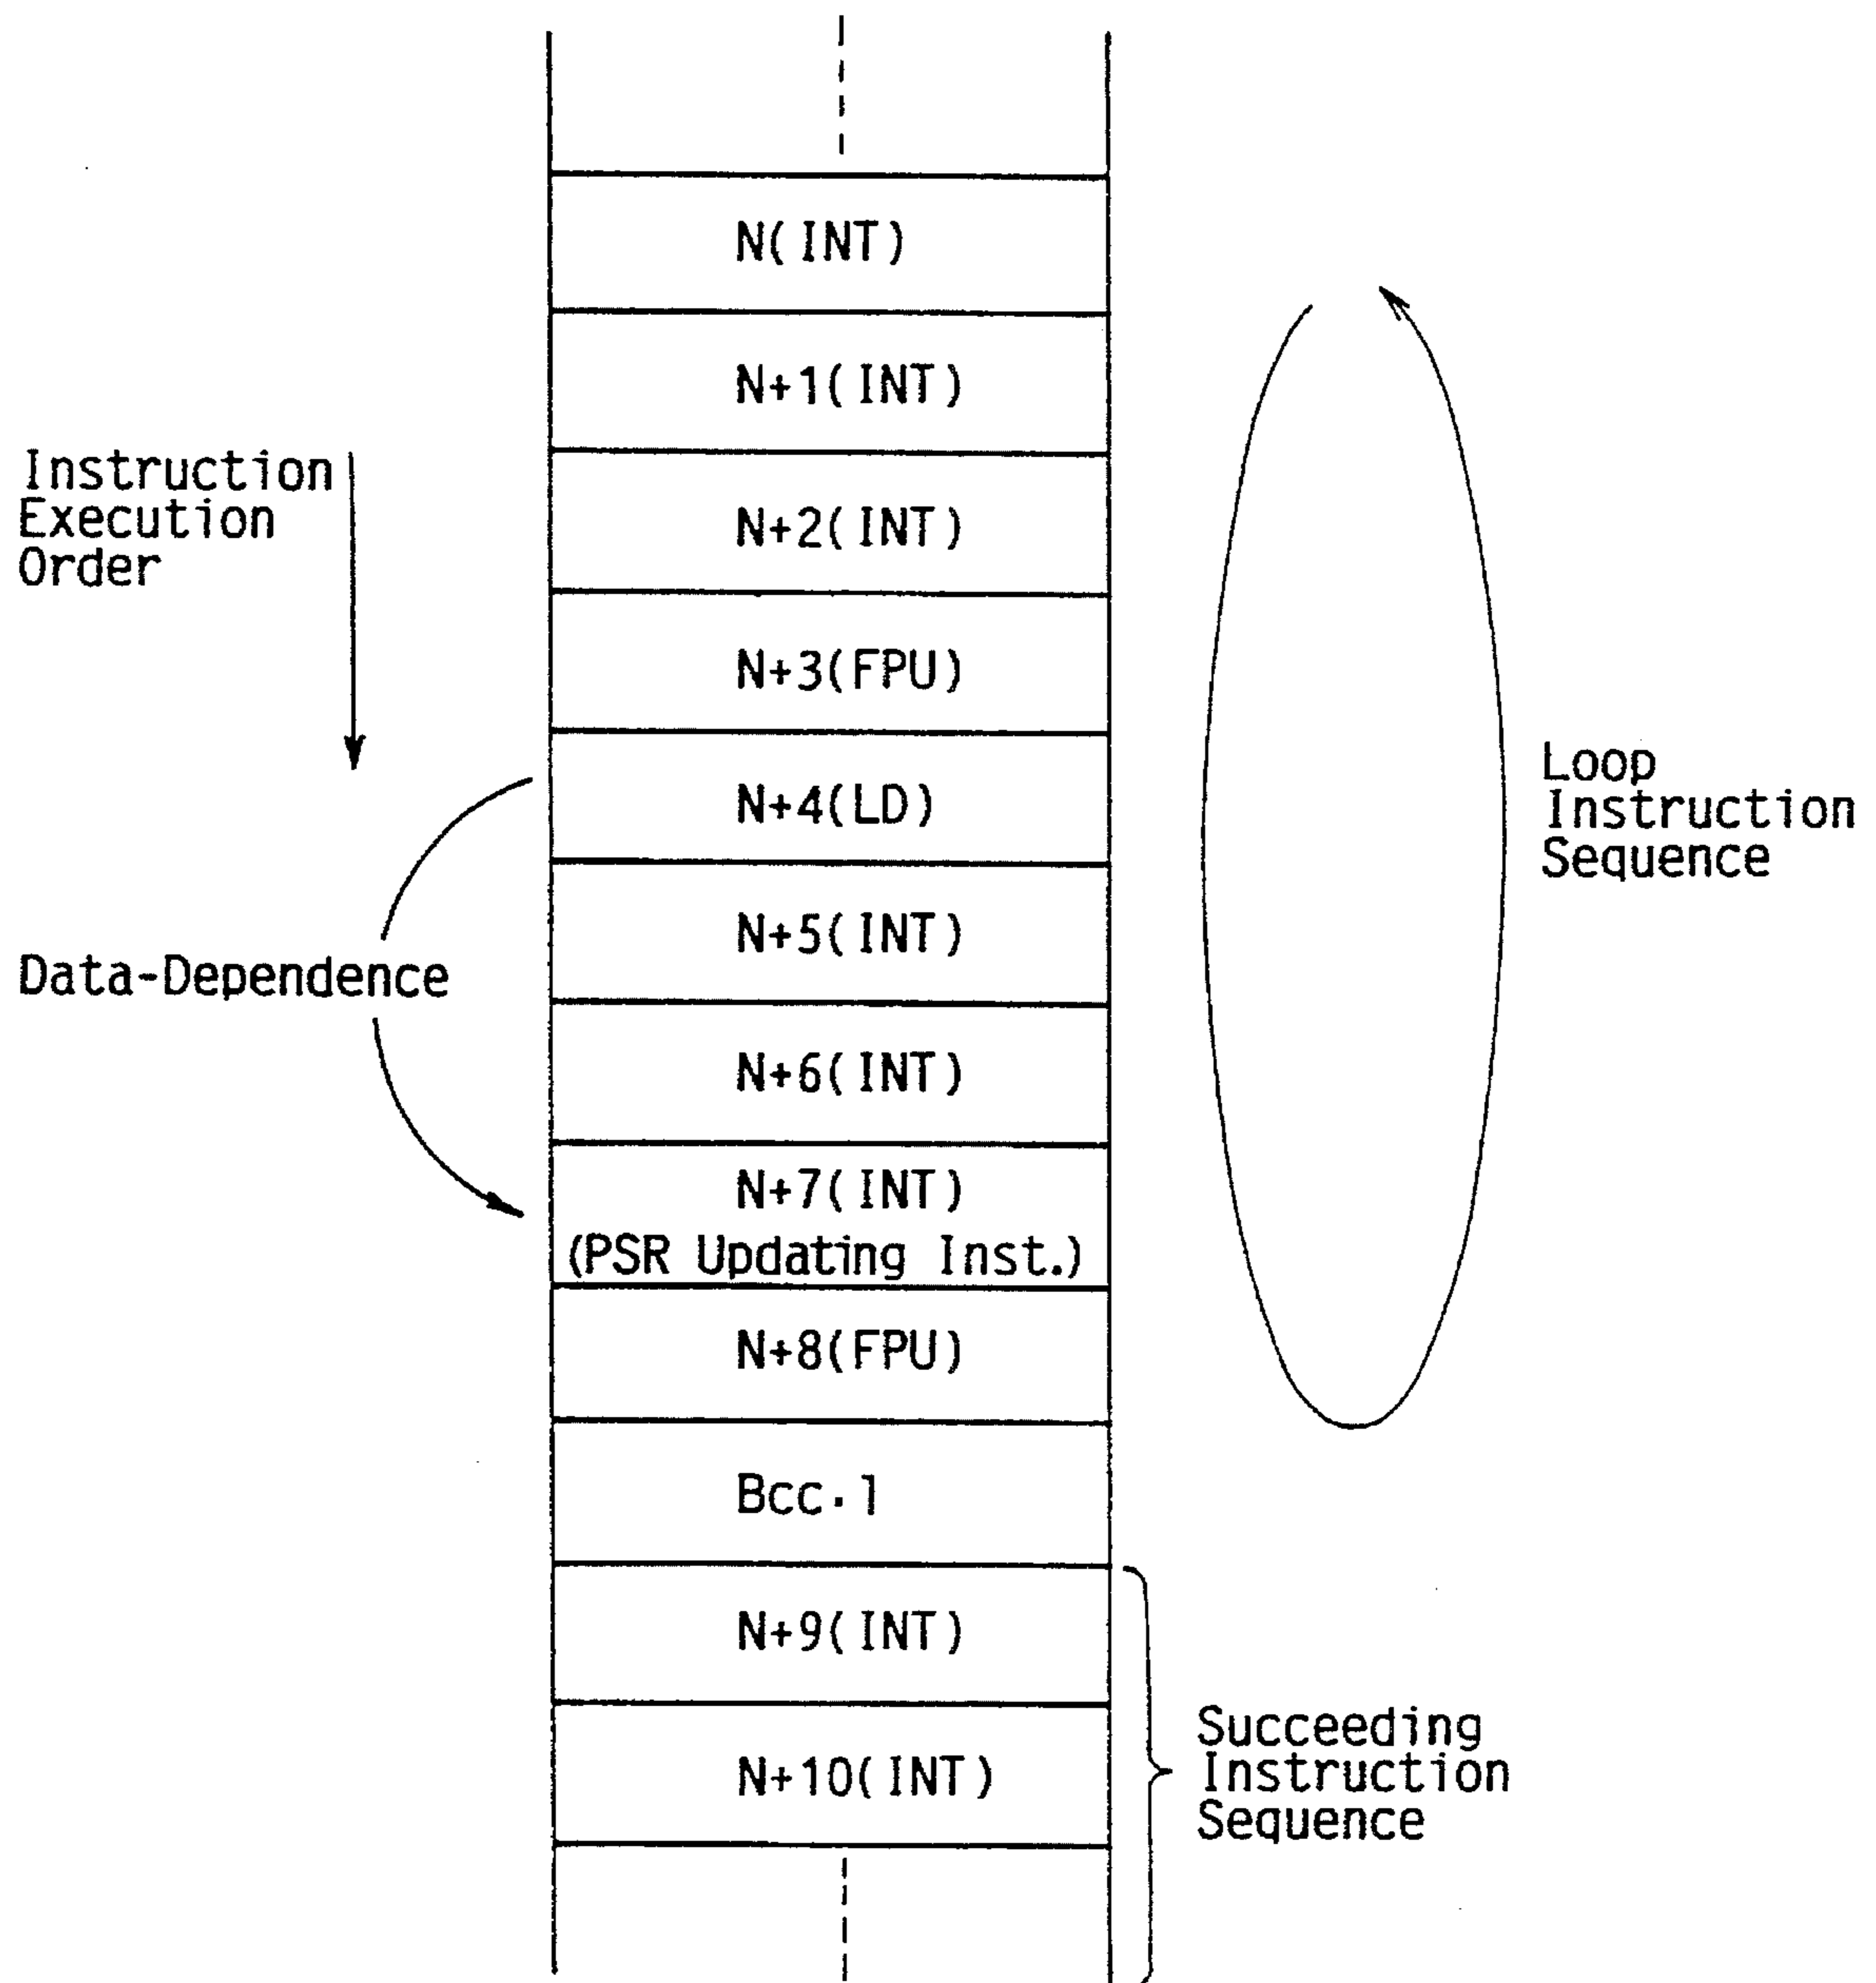 N(INT)
N+1(INT)
Instruction
Execution
Order
N+2(INT)
N+3(FPU)
N+4(LD)
Loop
Instruction
Sequence
N+5(INT)
Data-Dependence
N+6(INT)
N+7(INT)
(PSR Updating Inst.)
N+8(FPU)
Bcc.l
N+9(INT)
N+10(INT)
Succeeding
Instruction
Sequence